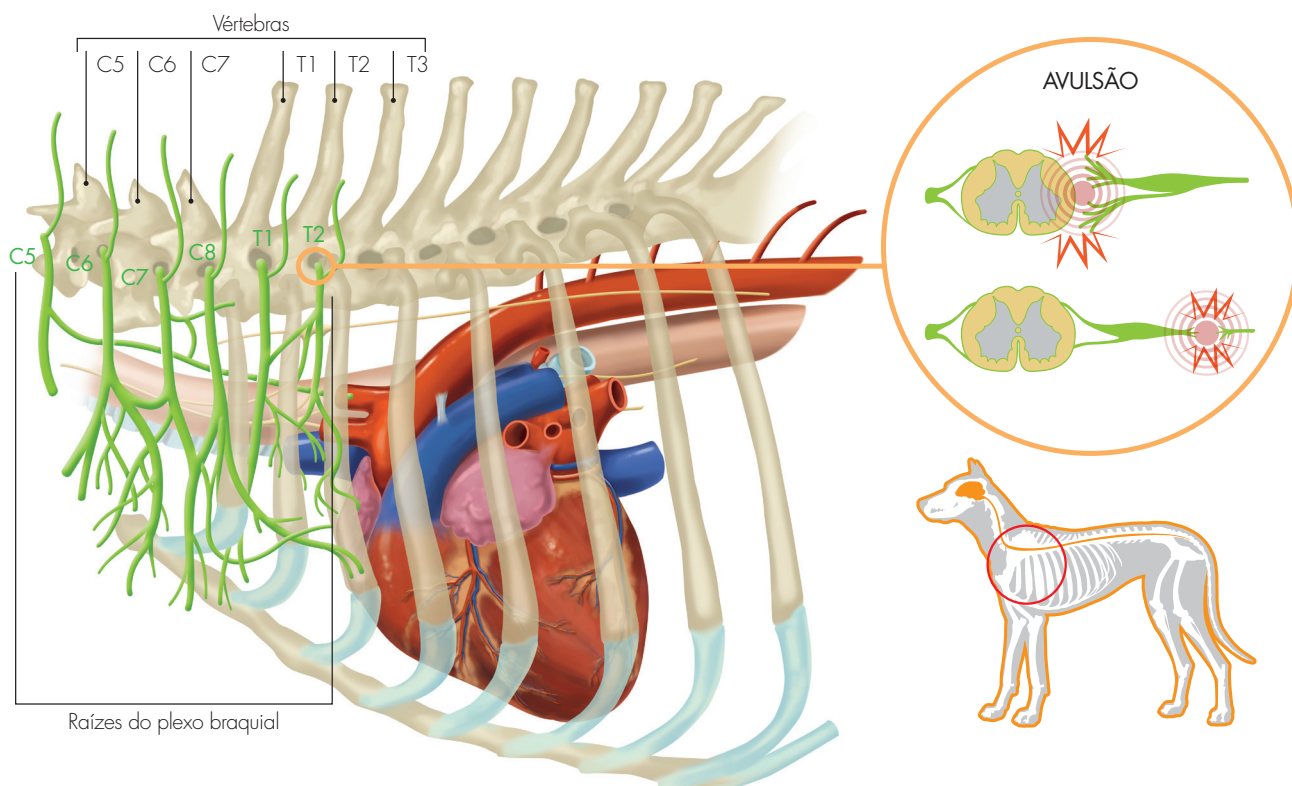 Vértebras
C5 C6 C7 T1 T2 T3
AVULSÃO
C5 C6 C7 C8 T1 T2
Raízes do plexo braquial